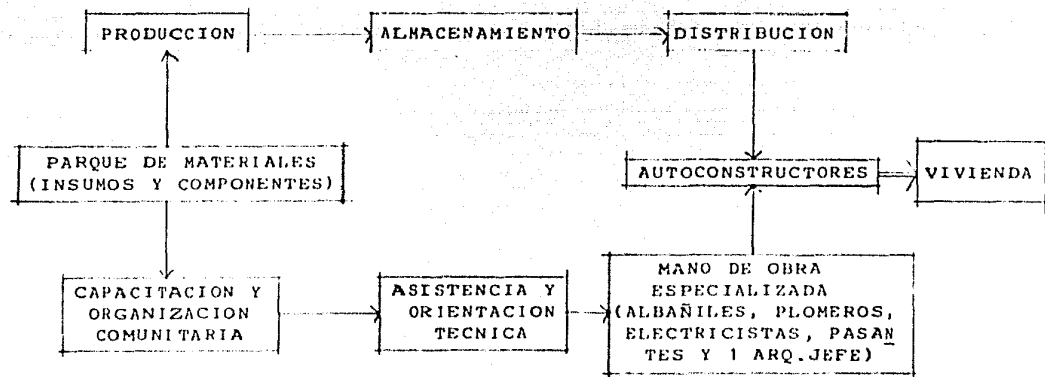 PRODUCCION
ALMACENAMIENTO
DISTRIBUCION
PARQUE DE MATERIALES
(INSUMOS Y COMPONENTES)
AUTOCONSTRUCTORES
VIVIENDA
CAPACITACION Y
ORGANIZACION
COMUNITARIA
ASISTENCIA Y
ORIENTACION
TECNICA
MANO DE OBRA
ESPECIALIZADA
(ALBAÑILES, PLOMEROS,
ELECTRICISTAS, PASAN
TES Y 1 ARQ.JEFE)